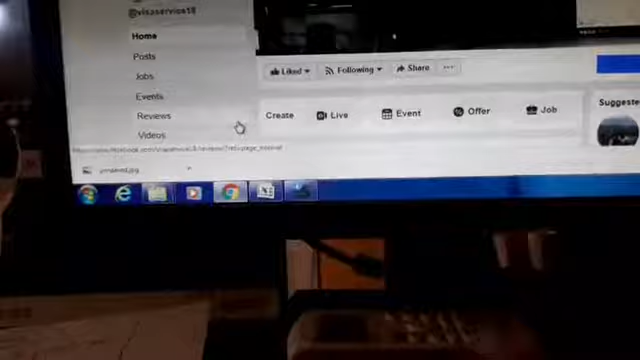 @visaservice18
Home
Posts
Jobs
Events
Reviews
Videos
Liked
Following
Share
...
Create
Live
Event
Offer
Job
Suggeste